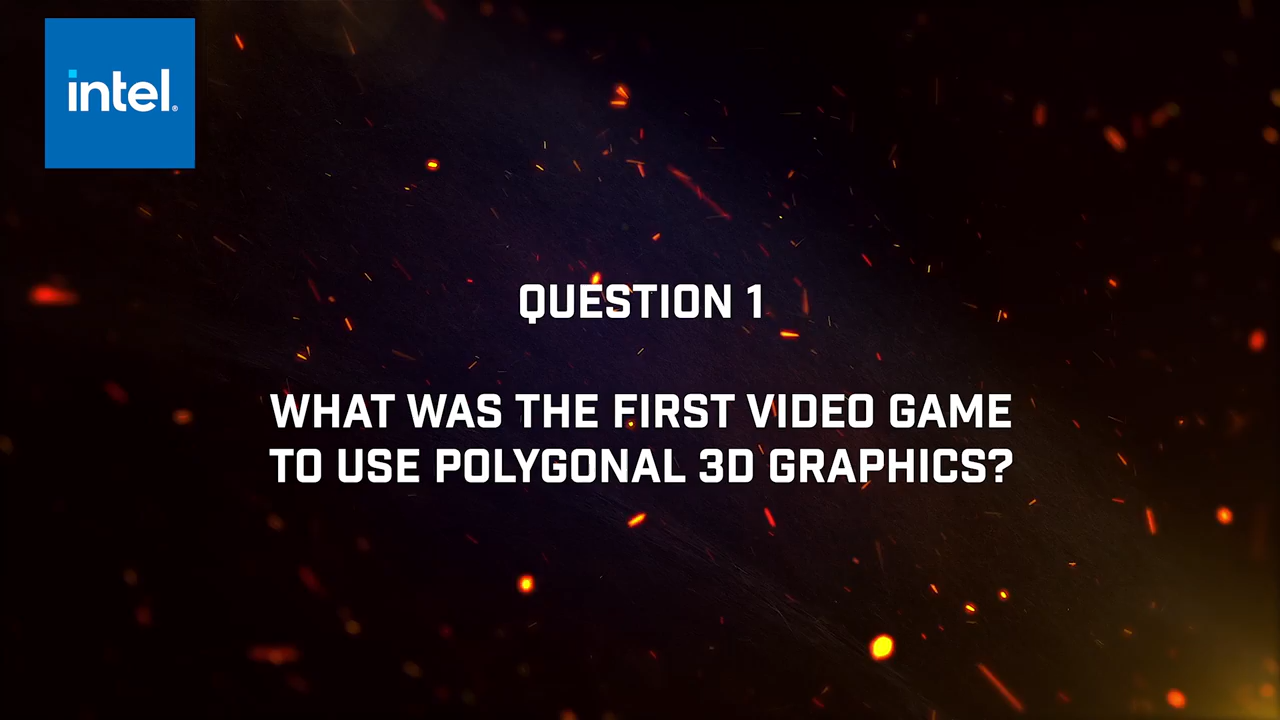 intel®
QUESTION 1
WHAT WAS THE FIRST VIDEO GAME
TO USE POLYGONAL 3D GRAPHICS?